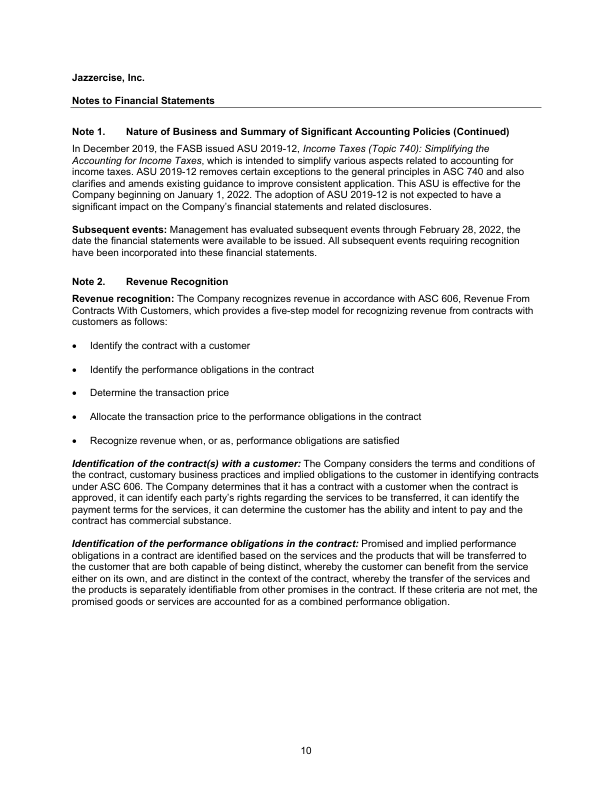 Jazzercise, Inc.
Notes to Financial Statements
Note 1. Nature of Business and Summary of Significant Accounting Policies (Continued)
In December 2019, the FASB issued ASU 2019-12, Income Taxes (Topic 740): Simplifying the
Accounting for Income Taxes, which is intended to simplify various aspects related to accounting for
income taxes. ASU 2019-12 removes certain exceptions to the general principles in ASC 740 and also
clarifies and amends existing guidance to improve consistent application. This ASU is effective for the
Company beginning on January 1, 2022. The adoption of ASU 2019-12 is not expected to have a
significant impact on the Company's financial statements and related disclosures.
Subsequent events: Management has evaluated subsequent events through February 28, 2022, the
date the financial statements were available to be issued. All subsequent events requiring recognition
have been incorporated into these financial statements.
Note 2. Revenue Recognition
Revenue recognition: The Company recognizes revenue in accordance with ASC 606, Revenue From
Contracts With Customers, which provides a five-step model for recognizing revenue from contracts with
customers as follows:
• Identify the contract with a customer
• Identify the performance obligations in the contract
• Determine the transaction price
• Allocate the transaction price to the performance obligations in the contract
• Recognize revenue when, or as, performance obligations are satisfied
Identification of the contract(s) with a customer: The Company considers the terms and conditions of
the contract, customary business practices and implied obligations to the customer in identifying contracts
under ASC 606. The Company determines that it has a contract with a customer when the contract is
approved, it can identify each party's rights regarding the services to be transferred, it can identify the
payment terms for the services, it can determine the customer has the ability and intent to pay and the
contract has commercial substance.
Identification of the performance obligations in the contract: Promised and implied performance
obligations in a contract are identified based on the services and the products that will be transferred to
the customer that are both capable of being distinct, whereby the customer can benefit from the service
either on its own, and are distinct in the context of the contract, whereby the transfer of the services and
the products is separately identifiable from other promises in the contract. If these criteria are not met, the
promised goods or services are accounted for as a combined performance obligation.
10